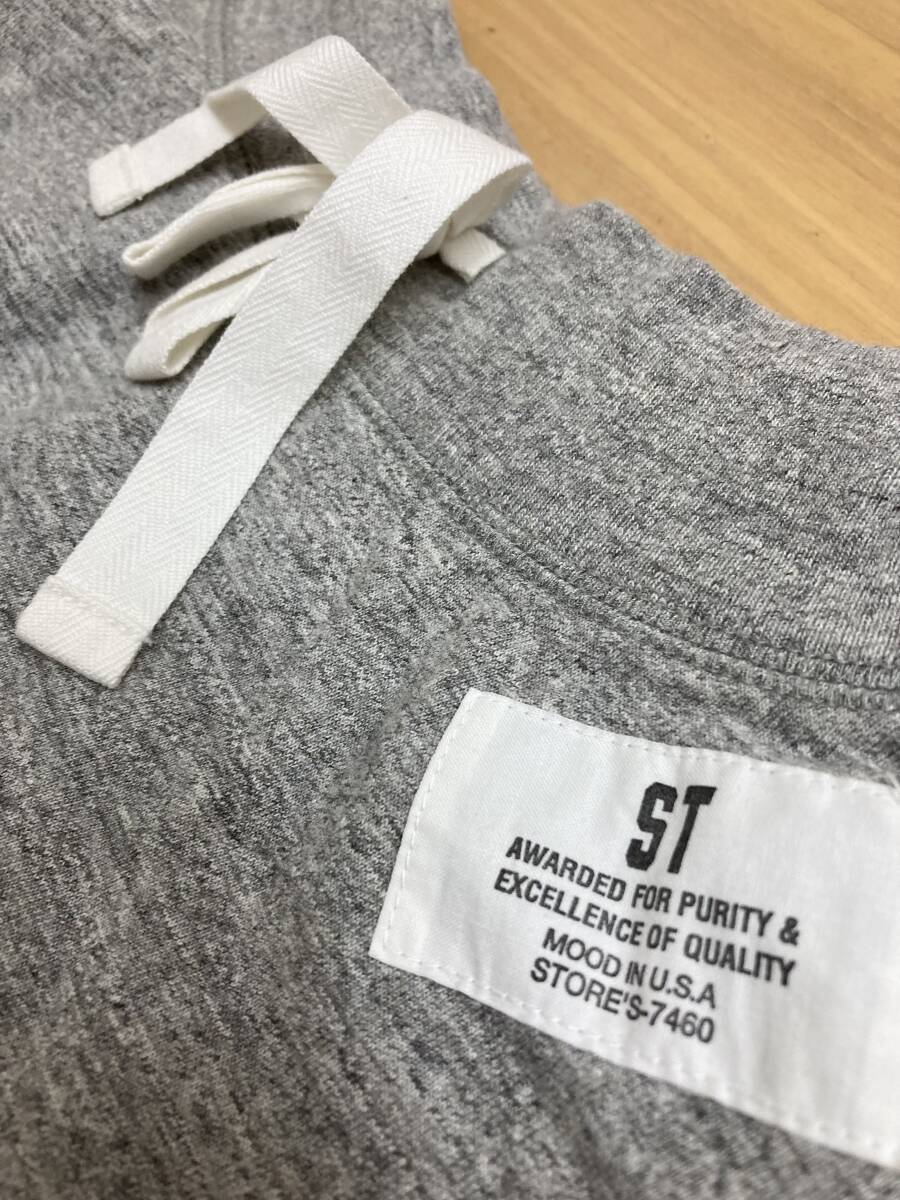 ST
AWARDED FOR PURITY &
EXCELLENCE OF QUALITY
MOOD IN U.S.A
STORE'S-7460